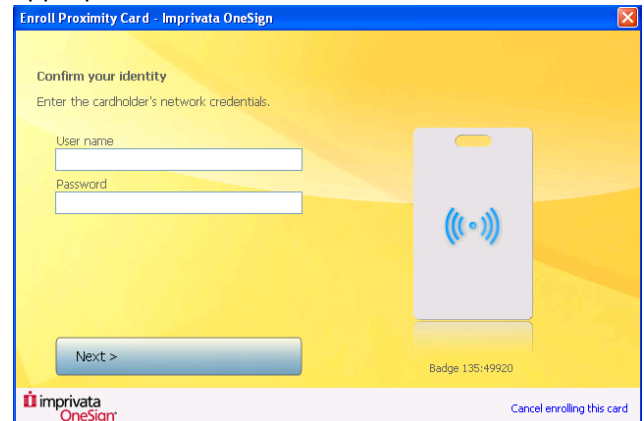 Enroll Proximity Card - Imprivata OneSign
Confirm your identity
Enter the cardholder's network credentials.
User name
Password
Next >
Badge 135:49920
imprivata
OneSign
Cancel enrolling this card